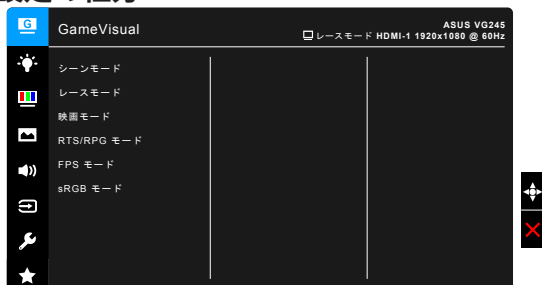 G
GameVisual
ASUS VG245
レースモード HDMI-1 1920x1080 @ 60Hz
シーンモード
レースモード
映画モード
RTS/RPG モード
FPS モード
sRGB モード